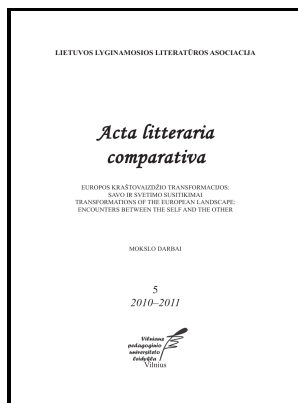 LIETUVOS LYGINAMOSIOS LITERATŪROS ASOCIACIJA
Acta litteraria
comparativa
EUROPOS KRAŠTOVAIZDŽIO TRANSFORMACIJOS:
SAVO IR SVETIMO SUSITIKIMAI
TRANSFORMATIONS OF THE EUROPEAN LANDSCAPE:
ENCOUNTERS BETWEEN THE SELF AND THE OTHER
MOKSLO DARBAI
5
2010–2011
Vilniaus
pedagoginio
universiteto
leidykla
Vilnius